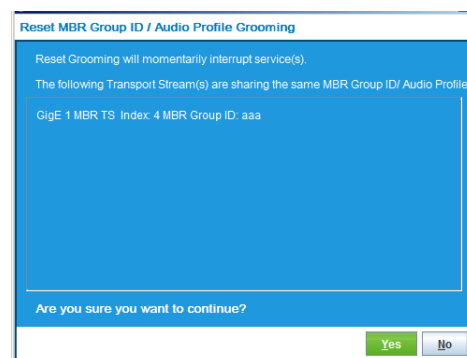 Reset MBR Group ID / Audio Profile Grooming
Reset Grooming will momentarily interrupt service(s).
The following Transport Stream(s) are sharing the same MBR Group ID/ Audio Profile
GigE 1 MBR TS Index: 4 MBR Group ID: aaa
Are you sure you want to continue?
Yes
No